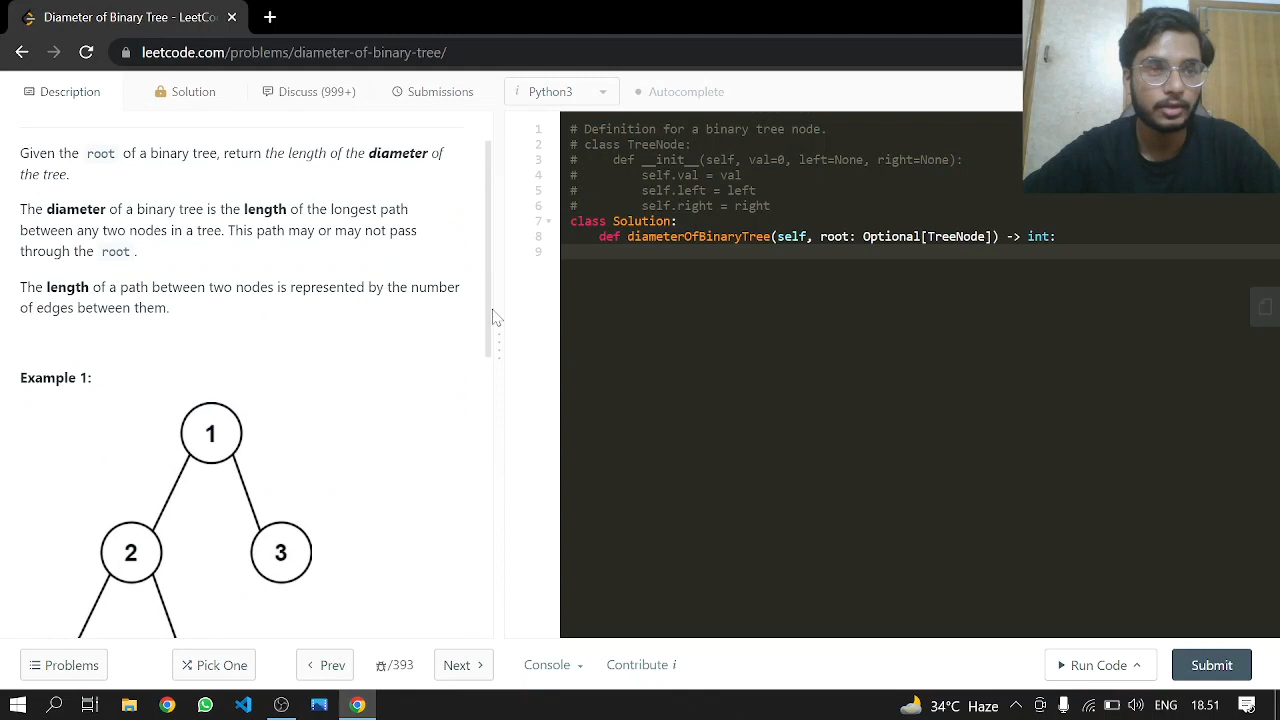 Diameter of Binary Tree - LeetCo
leetcode.com/problems/diameter-of-binary-tree/
Description
Solution
Discuss (999+)
Submissions
i Python3
Autocomplete
Given the root of a binary tree, return the length of the diameter of
the tree.
The diameter of a binary tree is the length of the longest path
between any two nodes in a tree. This path may or may not pass
through the root .
The length of a path between two nodes is represented by the number
of edges between them.
Example 1:
1
2
3
1 # Definition for a binary tree node.
2 # class TreeNode:
3 #     def __init__(self, val=0, left=None, right=None):
4 #         self.val = val
5 #         self.left = left
6 #         self.right = right
7 class Solution:
8     def diameterOfBinaryTree(self, root: Optional[TreeNode]) -> int:
9
Problems
Pick One
Prev
/393
Next
Console
Contribute i
Run Code
Submit
34°C Haze
ENG
18.51